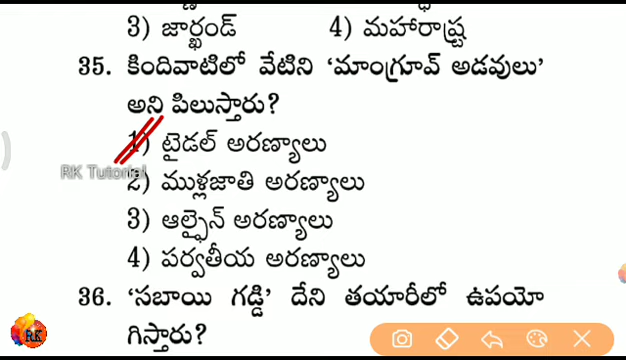 3) జార్ఖండ్ 4) మహారాష్ట్ర
35. కిందివాటిలో వేటిని ‘మాంగ్రూవ్ అడవులు’
అని పిలుస్తారు?
1) టైడల్ అరణ్యాలు
RK Tutorial
2) ముళ్లజాతి అరణ్యాలు
3) ఆల్ఫైన్ అరణ్యాలు
4) పర్వతీయ అరణ్యాలు
36. ‘సబాయి గడ్డి’ దేని తయారీలో ఉపయో
గిస్తారు?
RK